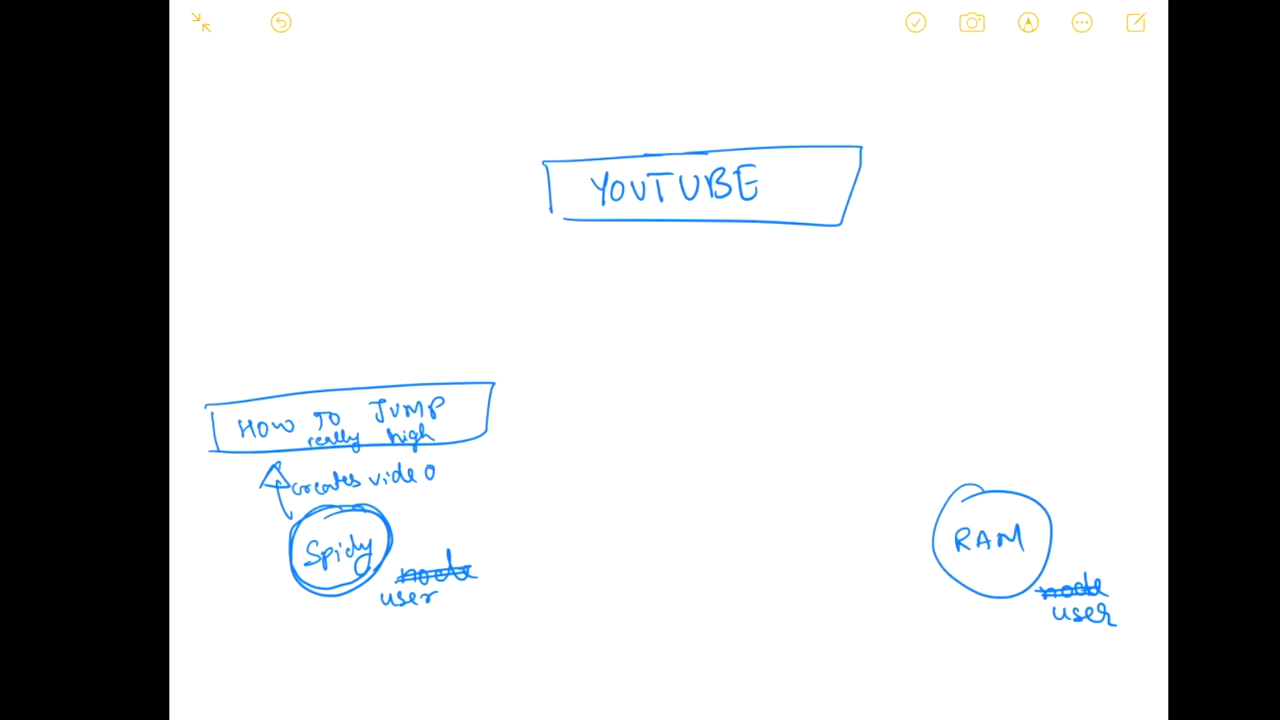 YOUTUBE
HOW TO JUMP
really high
creates video
Spidy
node
user
RAM
node
user